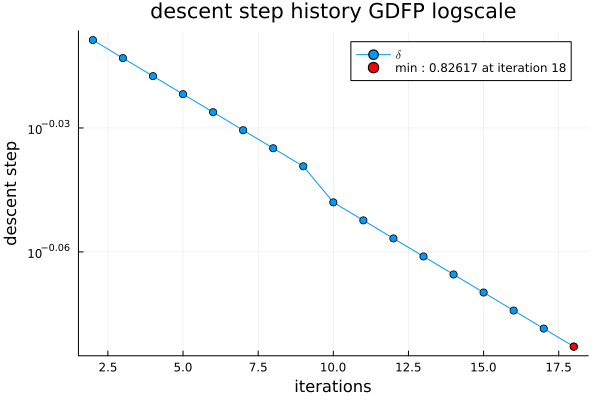 descent step history GDFP logscale
δ
min : 0.82617 at iteration 18
descent step
10^−0.03
10^−0.06
2.5 5.0 7.5 10.0 12.5 15.0 17.5
iterations